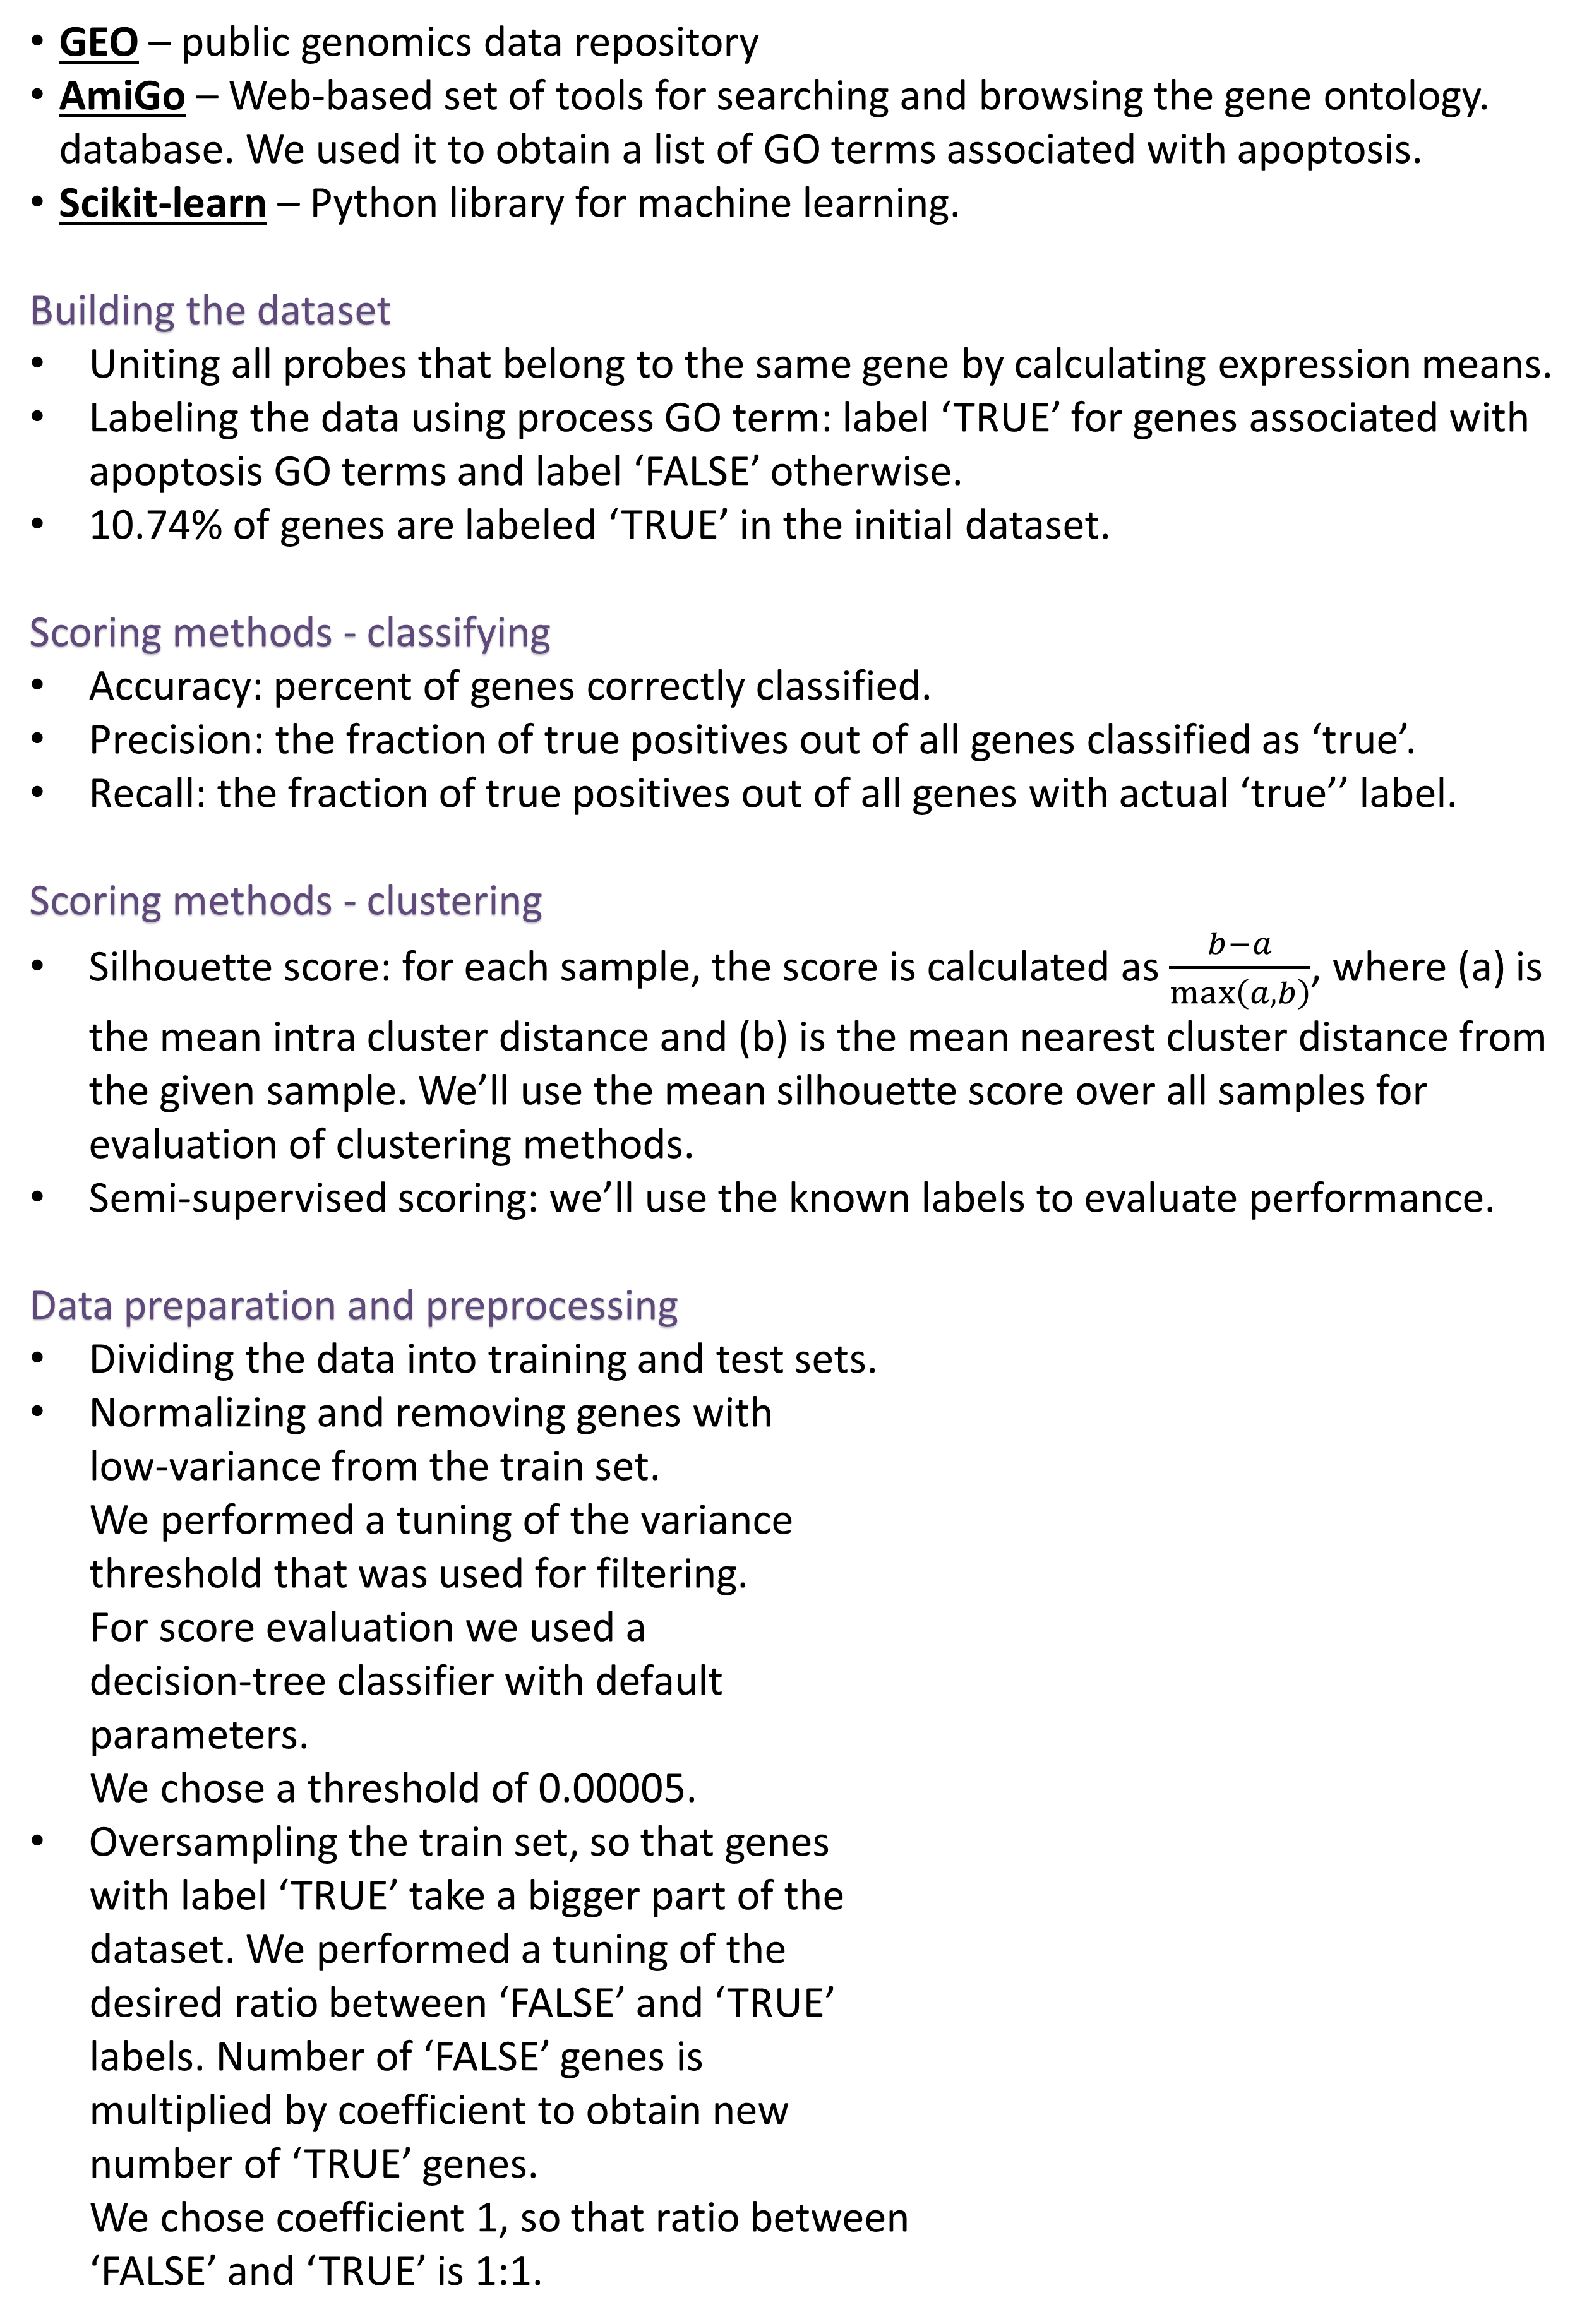 • GEO – public genomics data repository
• AmiGo – Web-based set of tools for searching and browsing the gene ontology.
database. We used it to obtain a list of GO terms associated with apoptosis.
• Scikit-learn – Python library for machine learning.
Building the dataset
• Uniting all probes that belong to the same gene by calculating expression means.
• Labeling the data using process GO term: label ‘TRUE’ for genes associated with
apoptosis GO terms and label ‘FALSE’ otherwise.
• 10.74% of genes are labeled ‘TRUE’ in the initial dataset.
Scoring methods - classifying
• Accuracy: percent of genes correctly classified.
• Precision: the fraction of true positives out of all genes classified as ‘true’.
• Recall: the fraction of true positives out of all genes with actual ‘true’’ label.
Scoring methods - clustering
• Silhouette score: for each sample, the score is calculated as b−a/max(a,b), where (a) is
the mean intra cluster distance and (b) is the mean nearest cluster distance from
the given sample. We’ll use the mean silhouette score over all samples for
evaluation of clustering methods.
• Semi-supervised scoring: we’ll use the known labels to evaluate performance.
Data preparation and preprocessing
• Dividing the data into training and test sets.
• Normalizing and removing genes with
low-variance from the train set.
We performed a tuning of the variance
threshold that was used for filtering.
For score evaluation we used a
decision-tree classifier with default
parameters.
We chose a threshold of 0.00005.
• Oversampling the train set, so that genes
with label ‘TRUE’ take a bigger part of the
dataset. We performed a tuning of the
desired ratio between ‘FALSE’ and ‘TRUE’
labels. Number of ‘FALSE’ genes is
multiplied by coefficient to obtain new
number of ‘TRUE’ genes.
We chose coefficient 1, so that ratio between
‘FALSE’ and ‘TRUE’ is 1:1.